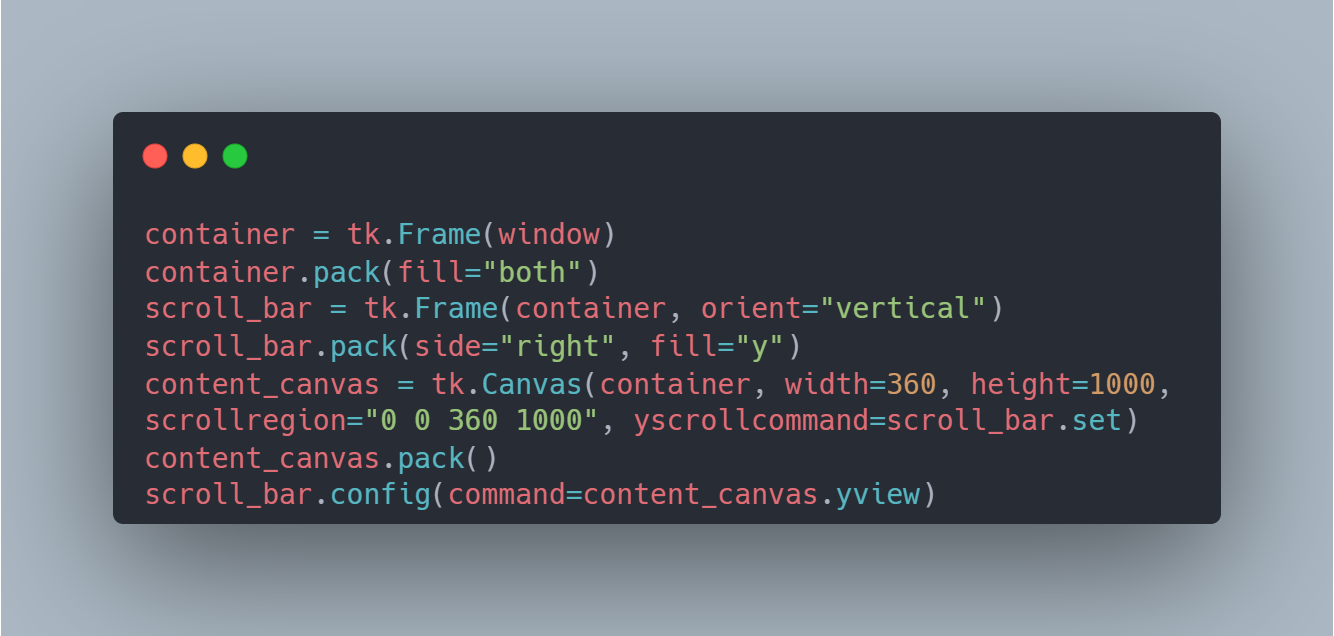 container = tk.Frame(window)
container.pack(fill="both")
scroll_bar = tk.Frame(container, orient="vertical")
scroll_bar.pack(side="right", fill="y")
content_canvas = tk.Canvas(container, width=360, height=1000,
scrollregion="0 0 360 1000", yscrollcommand=scroll_bar.set)
content_canvas.pack()
scroll_bar.config(command=content_canvas.yview)